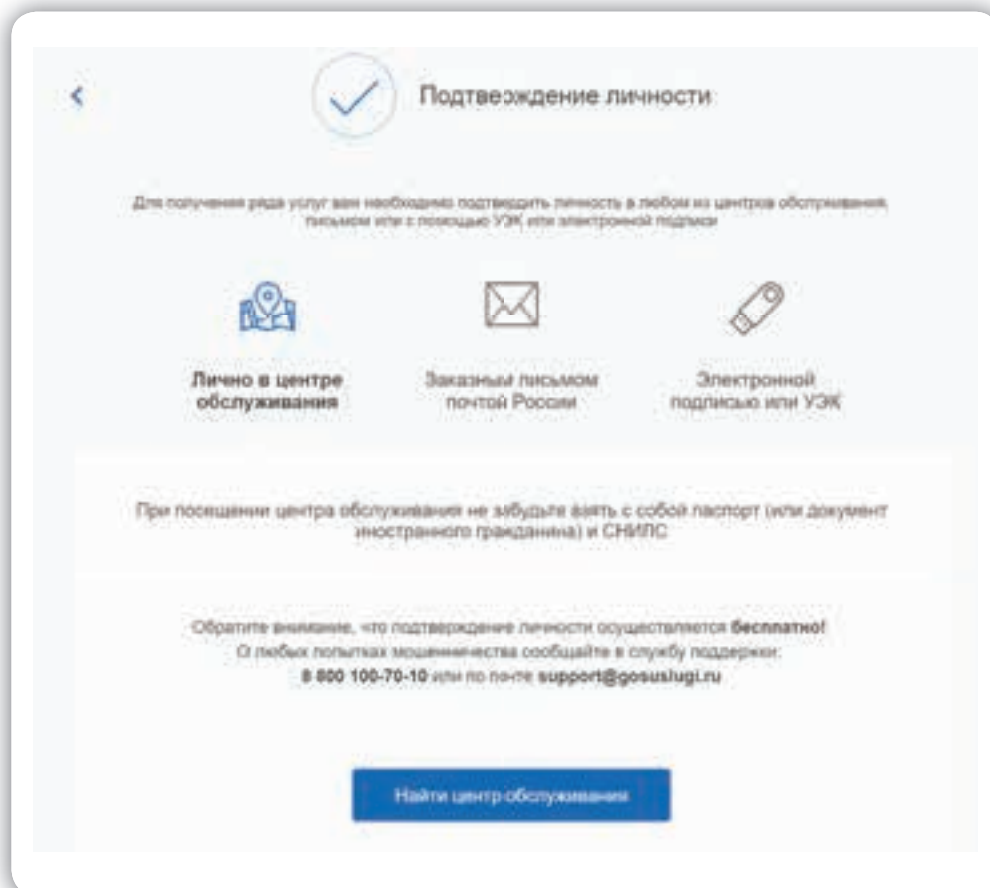 Подтверждение личности
Для получения ряда услуг вам необходимо подтвердить личность в любом из центров обслуживания,
письмом или с помощью УЭК или электронной подписи
Лично в центре
обслуживания
Заказным письмом
почтой России
Электронной
подписью или УЭК
При посещении центра обслуживания не забудьте взять с собой паспорт (или документ
иностранного гражданина) и СНИЛС
Обратите внимание, что подтверждение личности осуществляется бесплатно!
О любых попытках мошенничества сообщайте в службу поддержки:
8 800 100-70-10 или по почте support@gosuslugi.ru
Найти центр обслуживания